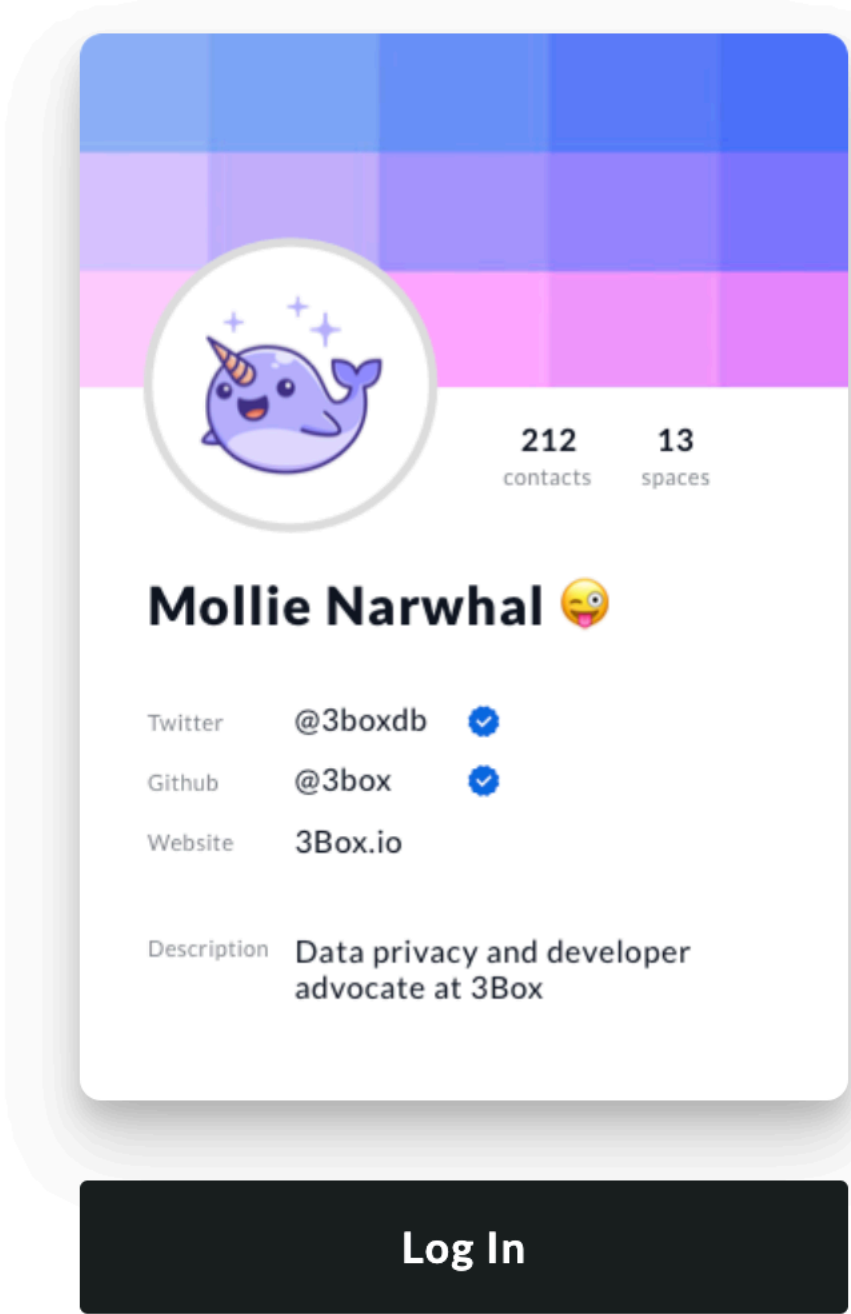 212 13
contacts spaces
Mollie Narwhal 😜
Twitter @3boxdb
Github @3box
Website 3Box.io
Description Data privacy and developer
advocate at 3Box
Log In